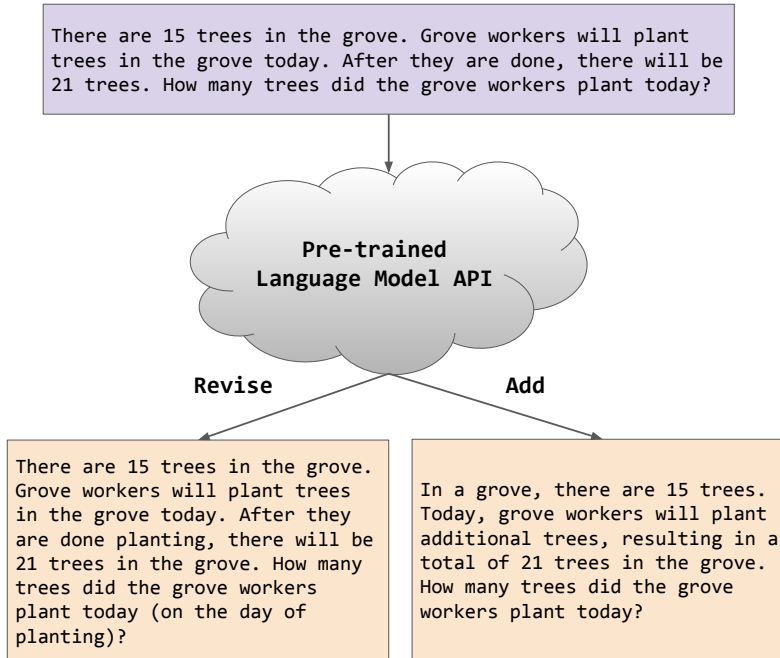 There are 15 trees in the grove. Grove workers will plant
trees in the grove today. After they are done, there will be
21 trees. How many trees did the grove workers plant today?
Pre-trained
Language Model API
Revise
Add
There are 15 trees in the grove.
Grove workers will plant trees
in the grove today. After they
are done planting, there will be
21 trees in the grove. How many
trees did the grove workers
plant today (on the day of
planting)?
In a grove, there are 15 trees.
Today, grove workers will plant
additional trees, resulting in a
total of 21 trees in the grove.
How many trees did the grove
workers plant today?